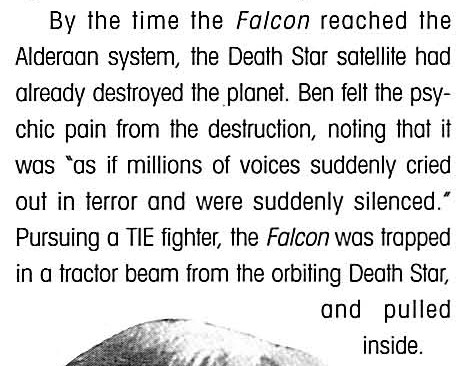 By the time the Falcon reached the
Alderaan system, the Death Star satellite had
already destroyed the planet. Ben felt the psy-
chic pain from the destruction, noting that it
was "as if millions of voices suddenly cried
out in terror and were suddenly silenced."
Pursuing a TIE fighter, the Falcon was trapped
in a tractor beam from the orbiting Death Star,
and pulled
inside.